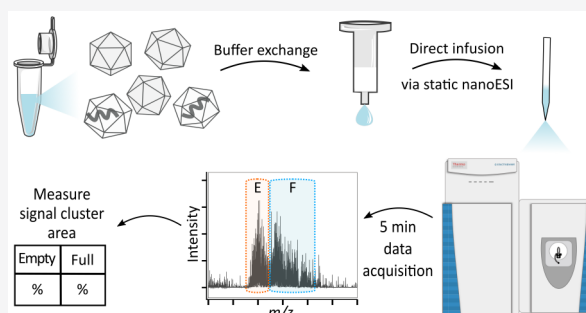 Buffer exchange
Direct infusion
via static nanoESI
E F
Intensity
m/z
5 min
data
acquisition
Measure
signal cluster
area
Empty Full
% %